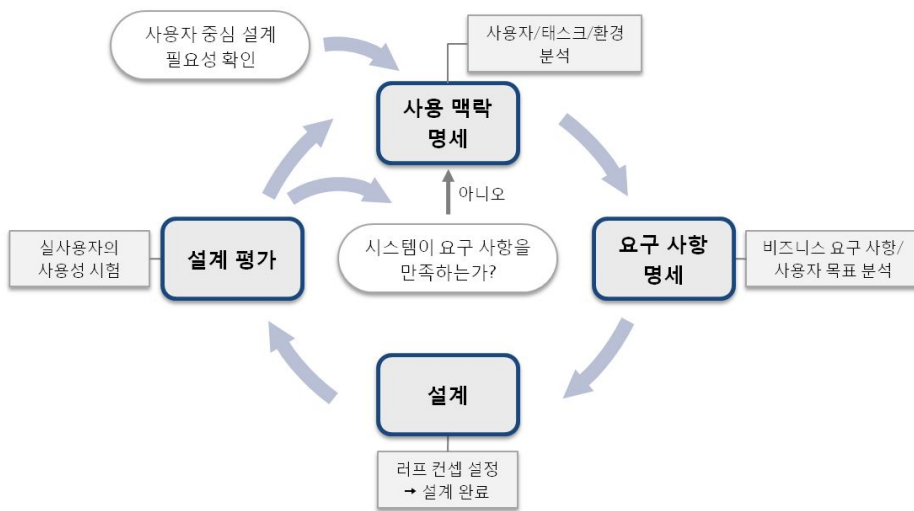 사용자 중심 설계
필요성 확인
사용자/태스크/환경
분석
사용 맥락
명세
아니오
실사용자의
사용성 시험
설계 평가
시스템이 요구 사항을
만족하는가?
요구 사항
명세
비즈니스 요구 사항/
사용자 목표 분석
설계
러프 컨셉 설정
➞ 설계 완료